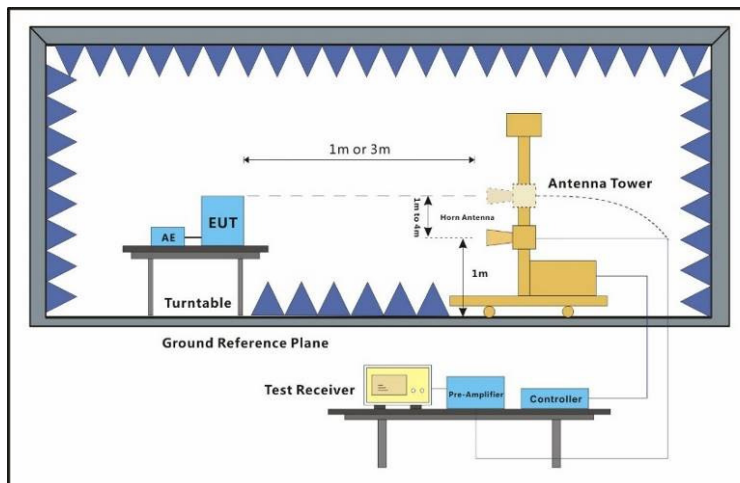 1m or 3m
Antenna Tower
1m to 4m
Horn Antenna
EUT
AE
1m
Turntable
Ground Reference Plane
Test Receiver
Pre-Amplifier
Controller